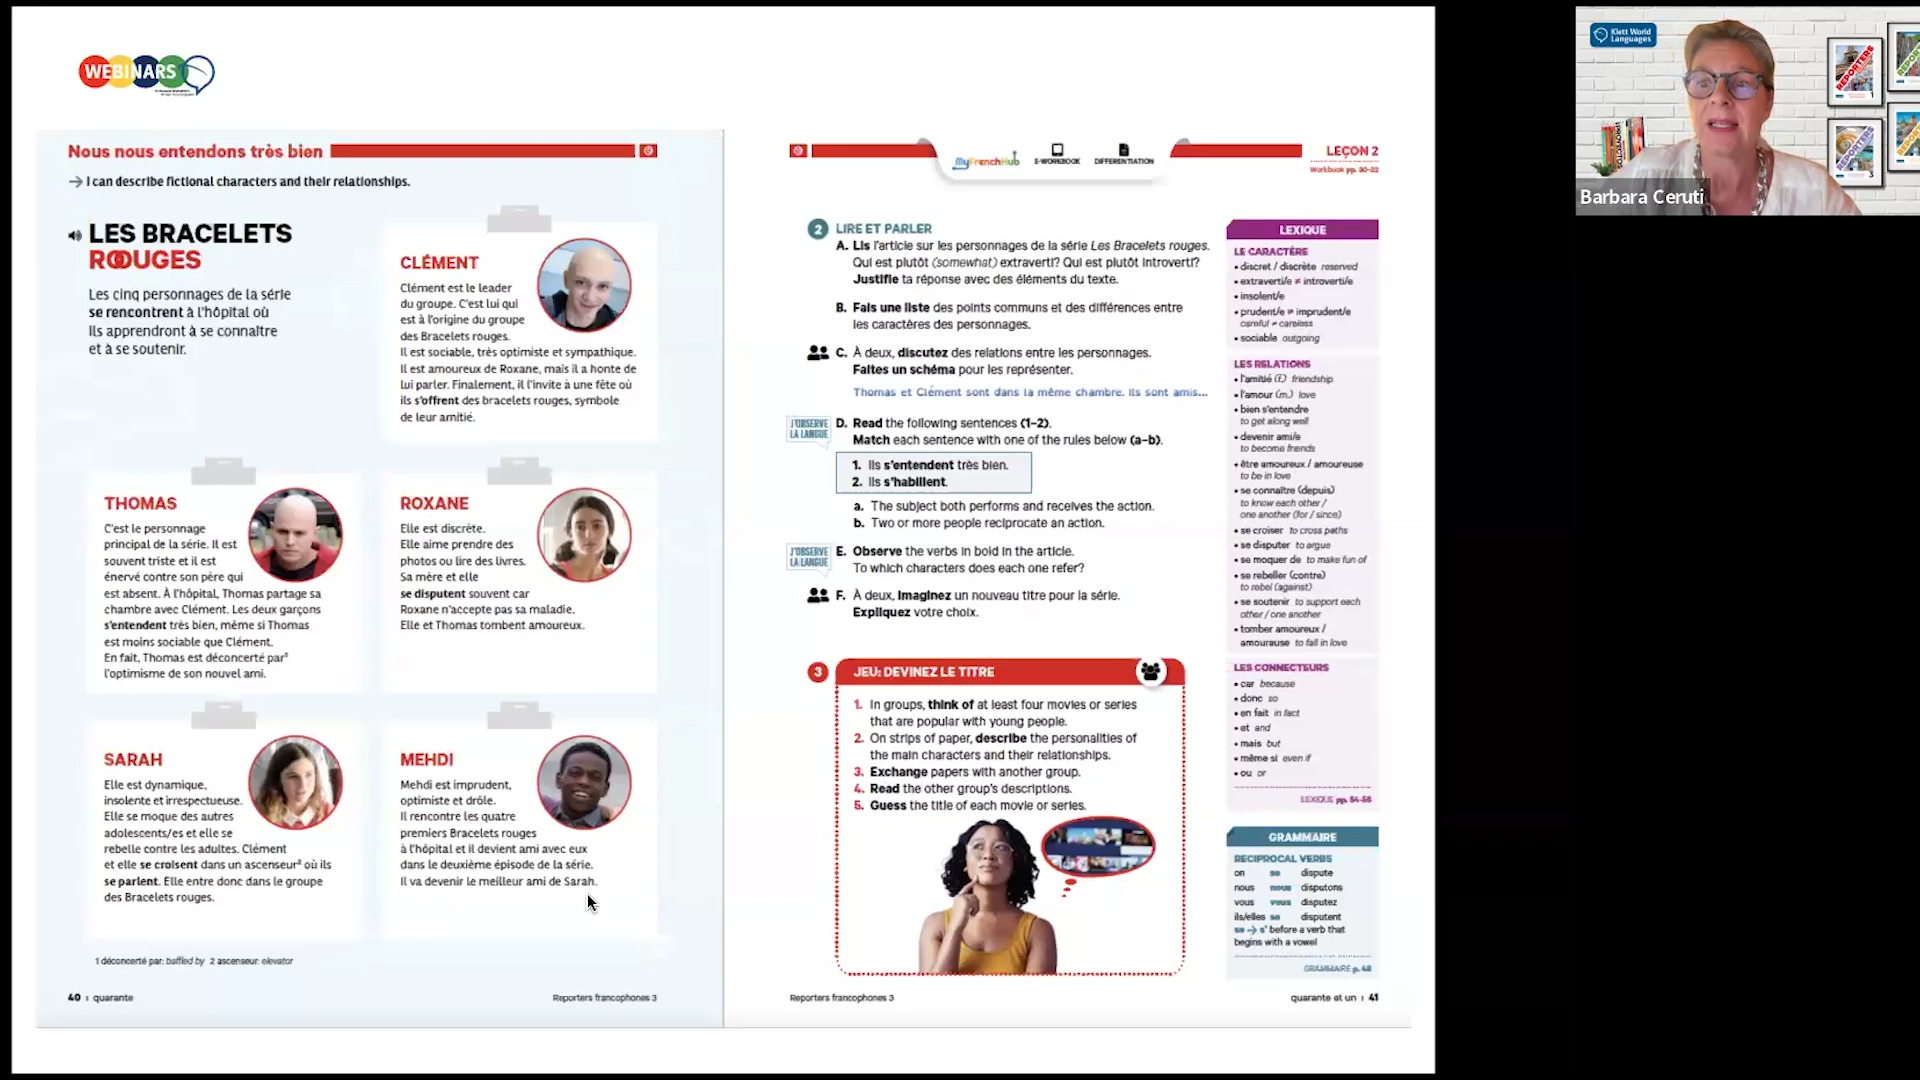 WEBINARS
Nous nous entendons très bien
I can describe fictional characters and their relationships.
LES BRACELETS
ROUGES
Les cinq personnages de la série
se rencontrent à l'hôpital où
ils apprendront à se connaître
et à se soutenir.
CLÉMENT
Clément est le leader
du groupe. C'est lui qui
est à l'origine du groupe
des Bracelets rouges.
Il est sociable, très optimiste et sympathique.
Il est amoureux de Roxane, mais il a honte de
lui parler. Finalement, il l'invite à une fête où
ils s'offrent des bracelets rouges, symbole
de leur amitié.
THOMAS
C'est le personnage
principal de la série. Il est
souvent triste et il est
énervé contre son père qui
est absent. À l'hôpital, Thomas partage sa
chambre avec Clément. Les deux garçons
s'entendent très bien, même si Thomas
est moins sociable que Clément.
En fait, Thomas est déconcerté par¹
l'optimisme de son nouvel ami.
ROXANE
Elle est discrète.
Elle aime prendre des
photos ou lire des livres.
Sa mère et elle
se disputent souvent car
Roxane n'accepte pas sa maladie.
Elle et Thomas tombent amoureux.
SARAH
Elle est dynamique,
insolente et irrespectueuse.
Elle se moque des autres
adolescents/es et elle se
rebelle contre les adultes. Clément
et elle se croisent dans un ascenseur² où ils
se parlent. Elle entre donc dans le groupe
des Bracelets rouges.
MEHDI
Mehdi est imprudent,
optimiste et drôle.
Il rencontre les quatre
premiers Bracelets rouges
à l'hôpital et il devient ami avec eux
dans le deuxième épisode de la série.
Il va devenir le meilleur ami de Sarah.
1 déconcerté par: baffled by 2 ascenseur: elevator
40 | quarante
Reporters francophones 3
MyFrenchHub
E-WORKBOOK
DIFFERENTIATION
LEÇON 2
Workbook pp. 30-32
2 LIRE ET PARLER
A. Lis l'article sur les personnages de la série Les Bracelets rouges.
Qui est plutôt (somewhat) extraverti? Qui est plutôt introverti?
Justifie ta réponse avec des éléments du texte.
B. Fais une liste des points communs et des différences entre
les caractères des personnages.
C. À deux, discutez des relations entre les personnages.
Faites un schéma pour les représenter.
Thomas et Clément sont dans la même chambre. Ils sont amis...
J'OBSERVE
LA LANGUE
D. Read the following sentences (1-2).
Match each sentence with one of the rules below (a-b).
1. Ils s'entendent très bien.
2. Ils s'habillent.
a. The subject both performs and receives the action.
b. Two or more people reciprocate an action.
J'OBSERVE
LA LANGUE
E. Observe the verbs in bold in the article.
To which characters does each one refer?
F. À deux, imaginez un nouveau titre pour la série.
Expliquez votre choix.
3 JEU: DEVINEZ LE TITRE
1. In groups, think of at least four movies or series
that are popular with young people.
2. On strips of paper, describe the personalities of
the main characters and their relationships.
3. Exchange papers with another group.
4. Read the other group's descriptions.
5. Guess the title of each movie or series.
Reporters francophones 3
quarante et un | 41
LEXIQUE
LE CARACTÈRE
• discret / discrète reserved
• extraverti/e ≠ introverti/e
• insolent/e
• prudent/e ≠ imprudent/e
careful ≠ careless
• sociable outgoing
LES RELATIONS
• l'amitié (f.) friendship
• l'amour (m.) love
• bien s'entendre
to get along well
• devenir ami/e
to become friends
• être amoureux / amoureuse
to be in love
• se connaître (depuis)
to know each other /
one another (for / since)
• se croiser to cross paths
• se disputer to argue
• se moquer de to make fun of
• se rebeller (contre)
to rebel (against)
• se soutenir to support each
other / one another
• tomber amoureux /
amoureuse to fall in love
LES CONNECTEURS
• car because
• donc so
• en fait in fact
• et and
• mais but
• même si even if
• ou or
LEXIQUE pp. 54-56
GRAMMAIRE
RECIPROCAL VERBS
on se dispute
nous nous disputons
vous vous disputez
ils/elles se disputent
se → s' before a verb that
begins with a vowel
GRAMMAIRE p. 48
Klett World
Languages
REPORTERS
1
REPORTERS
3
Barbara Ceruti